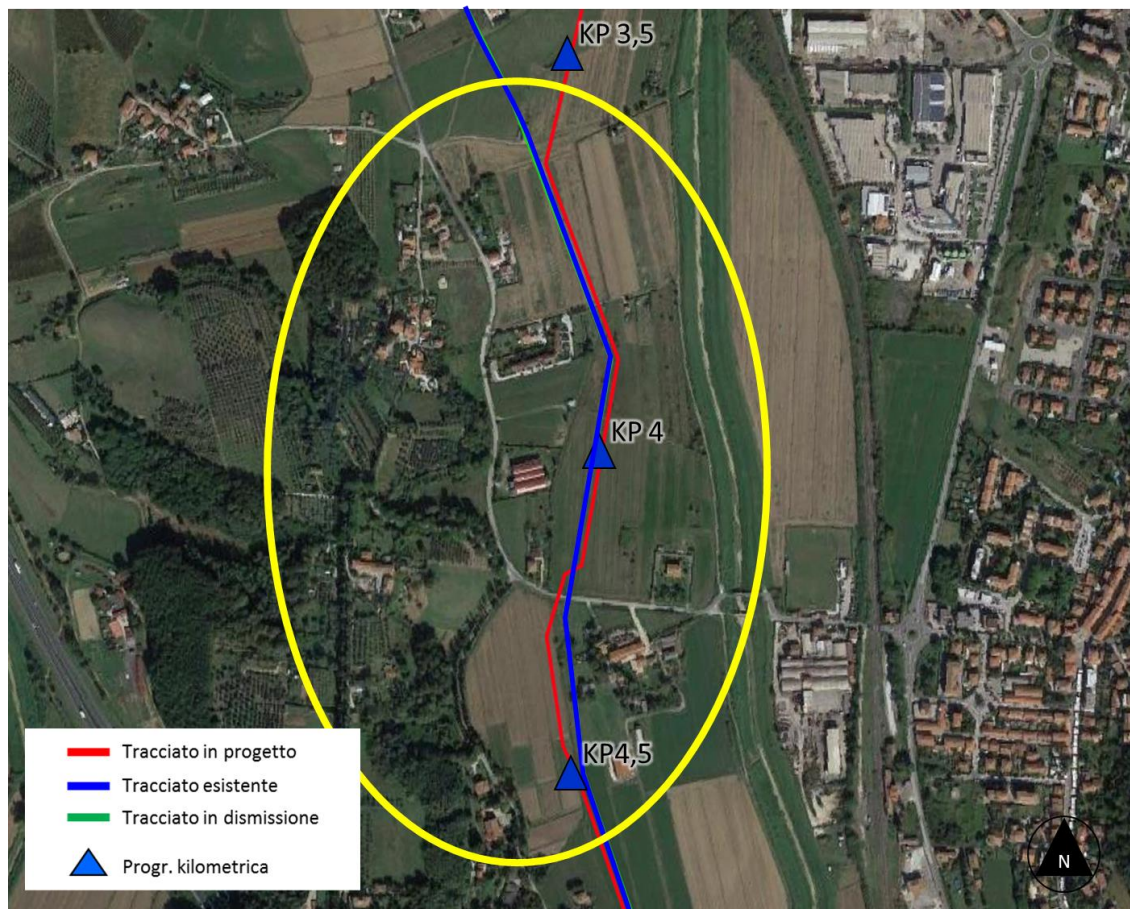 KP 3,5
KP 4
KP4,5
Tracciato in progetto
Tracciato esistente
Tracciato in dismissione
Progr. kilometrica
N